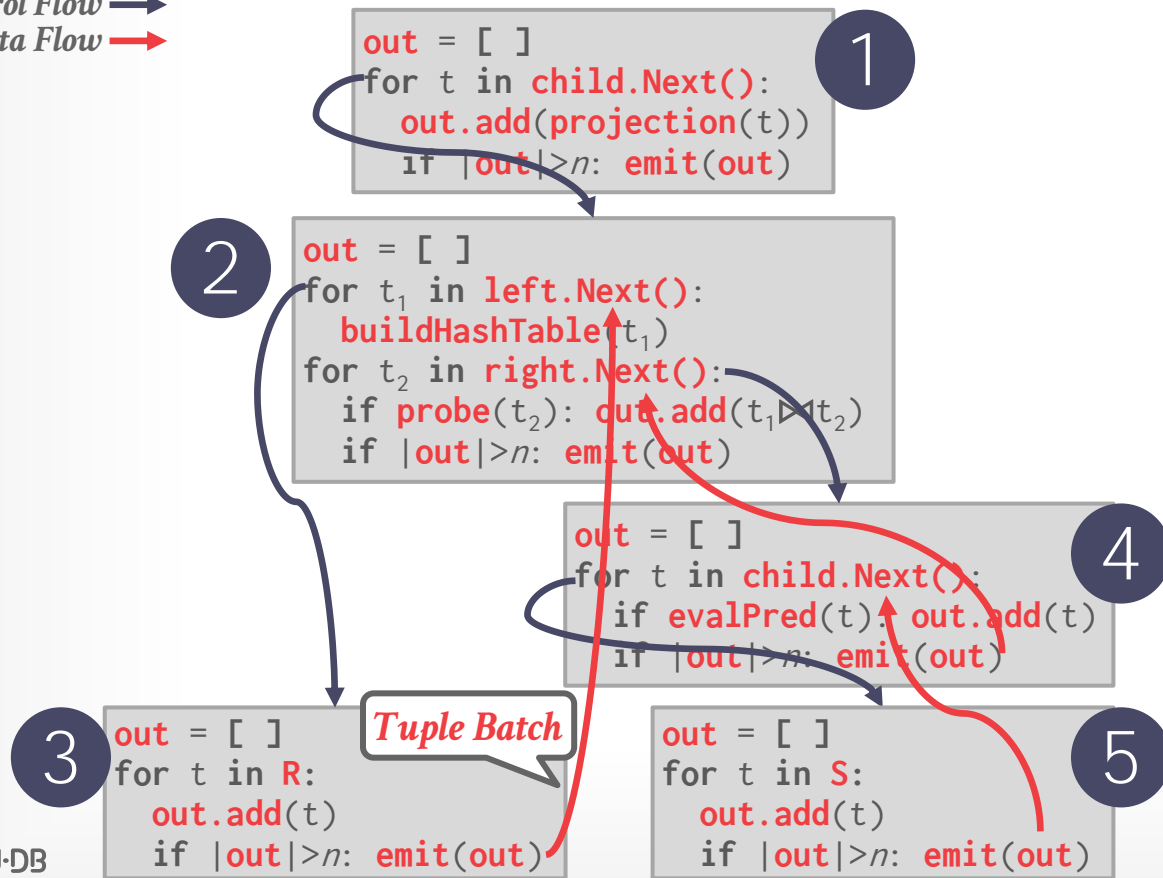 Flow
Flow
1
out = [ ]
for t in child.Next():
out.add(projection(t))
if |out|>n: emit(out)
2
out = [ ]
for t₁ in left.Next():
buildHashTable(t₁)
for t₂ in right.Next():
if probe(t₂): out.add(t₁⨝t₂)
if |out|>n: emit(out)
4
out = [ ]
for t in child.Next():
if evalPred(t): out.add(t)
if |out|>n: emit(out)
3
out = [ ]
for t in R:
out.add(t)
if |out|>n: emit(out)
Tuple Batch
5
out = [ ]
for t in S:
out.add(t)
if |out|>n: emit(out)
DB